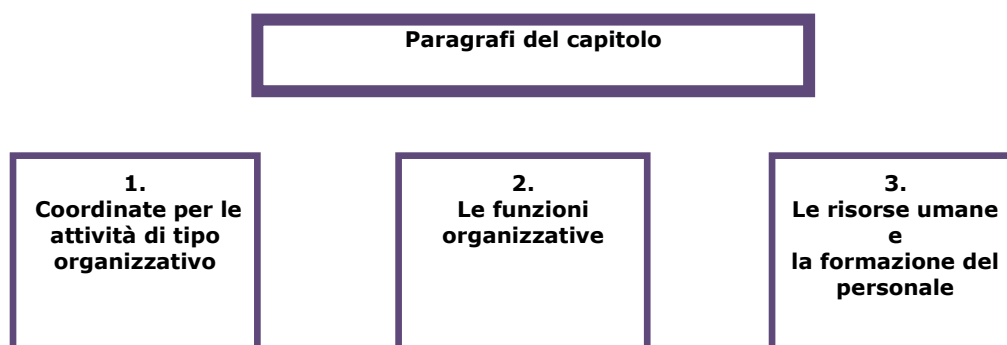 Paragrafi del capitolo
1.
Coordinate per le
attività di tipo
organizzativo
2.
Le funzioni
organizzative
3.
Le risorse umane
e
la formazione del
personale